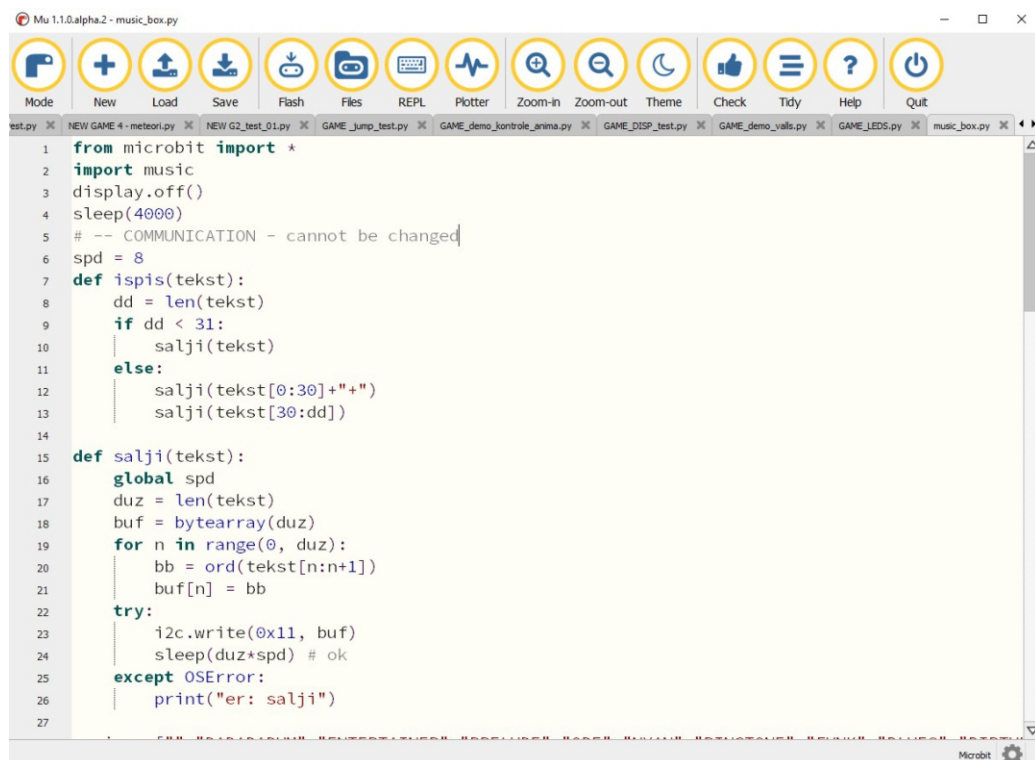 Mu 1.1.0.alpha.2 - music_box.py
Mode New Load Save Flash Files REPL Plotter Zoom-in Zoom-out Theme Check Tidy Help Quit
est.py NEW GAME 4 - meteori.py NEW G2_test_01.py GAME _jump_test.py GAME_demo_kontrole_anima.py GAME_DISP_test.py GAME_demo_valls.py GAME_LEDS.py music_box.py
1 from microbit import *
2 import music
3 display.off()
4 sleep(4000)
5 # -- COMMUNICATION - cannot be changed
6 spd = 8
7 def ispis(tekst):
8     dd = len(tekst)
9     if dd < 31:
10         salji(tekst)
11     else:
12         salji(tekst[0:30]+"+")
13         salji(tekst[30:dd])
14
15 def salji(tekst):
16     global spd
17     duz = len(tekst)
18     buf = bytearray(duz)
19     for n in range(0, duz):
20         bb = ord(tekst[n:n+1])
21         buf[n] = bb
22     try:
23         i2c.write(0x11, buf)
24         sleep(duz*spd) # ok
25     except OSError:
26         print("er: salji")
27
Microbit